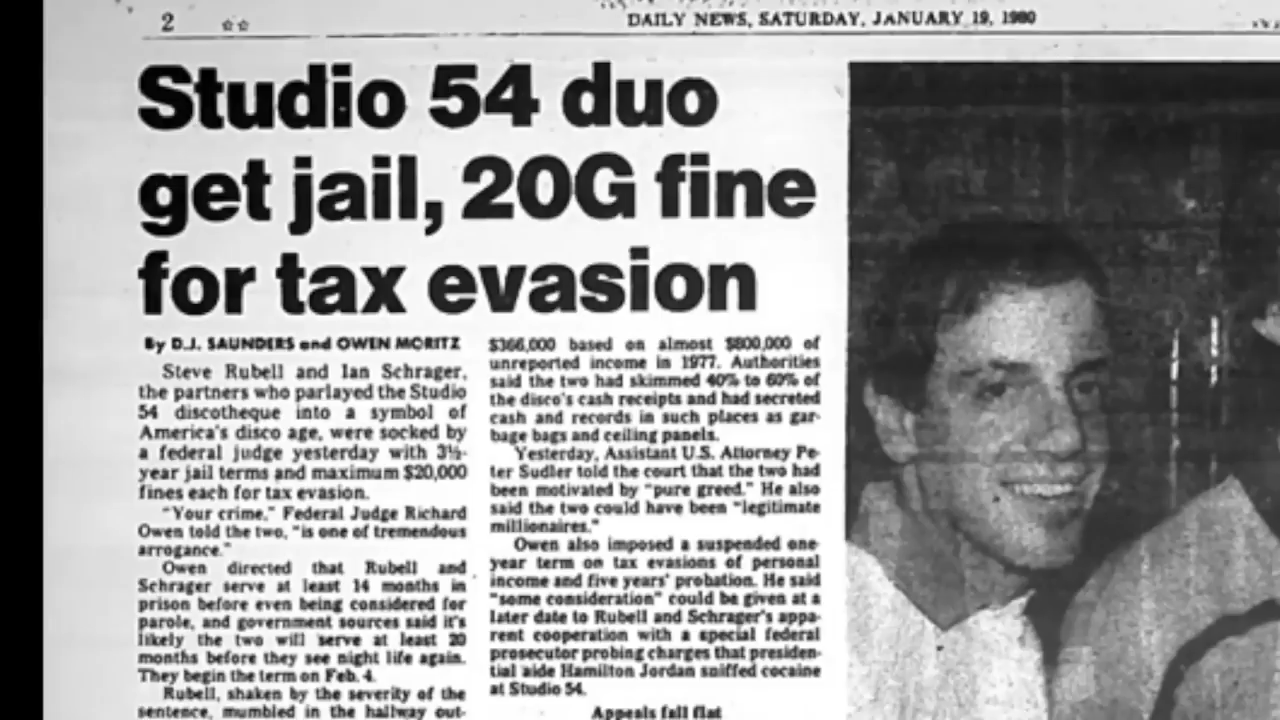 2 ☆☆ DAILY NEWS, SATURDAY, JANUARY 19, 1980
Studio 54 duo
get jail, 20G fine
for tax evasion
By D.J. SAUNDERS and OWEN MORITZ
Steve Rubell and Ian Schrager,
the partners who parlayed the Studio
54 discotheque into a symbol of
America's disco age, were socked by
a federal judge yesterday with 3½-
year jail terms and maximum $20,000
fines each for tax evasion.
"Your crime," Federal Judge Richard
Owen told the two, "is one of tremendous
arrogance."
Owen directed that Rubell and
Schrager serve at least 14 months in
prison before even being considered for
parole, and government sources said it's
likely the two will serve at least 20
months before they see night life again.
They begin the term on Feb. 4.
Rubell, shaken by the severity of the
sentence, mumbled in the hallway out-
$366,000 based on almost $800,000 of
unreported income in 1977. Authorities
said the two had skimmed 40% to 60% of
the disco's cash receipts and had secreted
cash and records in such places as gar-
bage bags and ceiling panels.
Yesterday, Assistant U.S. Attorney Pe-
ter Sudler told the court that the two had
been motivated by "pure greed." He also
said the two could have been "legitimate
millionaires."
Owen also imposed a suspended one-
year term on tax evasions of personal
income and five years' probation. He said
"some consideration" could be given at a
later date to Rubell and Schrager's appa-
rent cooperation with a special federal
prosecutor probing charges that presiden-
tial aide Hamilton Jordan sniffed cocaine
at Studio 54.
Appeals fall flat